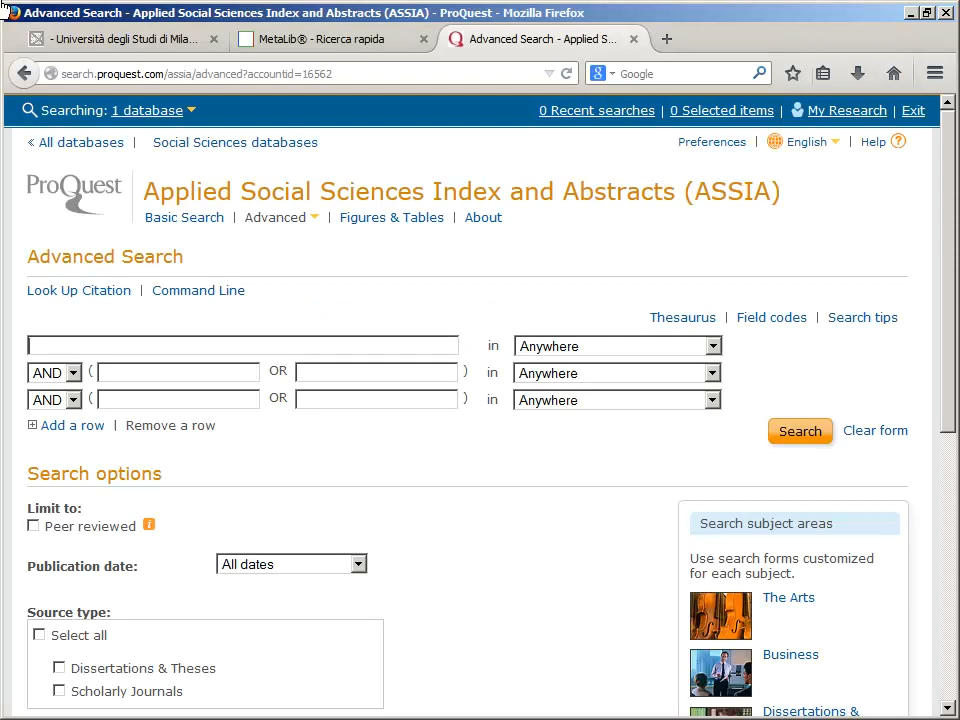 Advanced Search - Applied Social Sciences Index and Abstracts (ASSIA) - ProQuest - Mozilla Firefox
- Università degli Studi di Mila... MetaLib® - Ricerca rapida Advanced Search - Applied S...
search.proquest.com/assia/advanced?accountid=16562 Google
Searching: 1 database 0 Recent searches | 0 Selected items | My Research | Exit
« All databases | Social Sciences databases Preferences | English | Help ?
ProQuest Applied Social Sciences Index and Abstracts (ASSIA)
Basic Search | Advanced | Figures & Tables | About
Advanced Search
Look Up Citation | Command Line
Thesaurus | Field codes | Search tips
in Anywhere
AND ( OR ) in Anywhere
AND ( OR ) in Anywhere
Add a row | Remove a row
Search Clear form
Search options
Limit to:
Peer reviewed i
Publication date: All dates
Source type:
Select all
Dissertations & Theses
Scholarly Journals
Search subject areas
Use search forms customized
for each subject.
The Arts
Business
Dissertations &